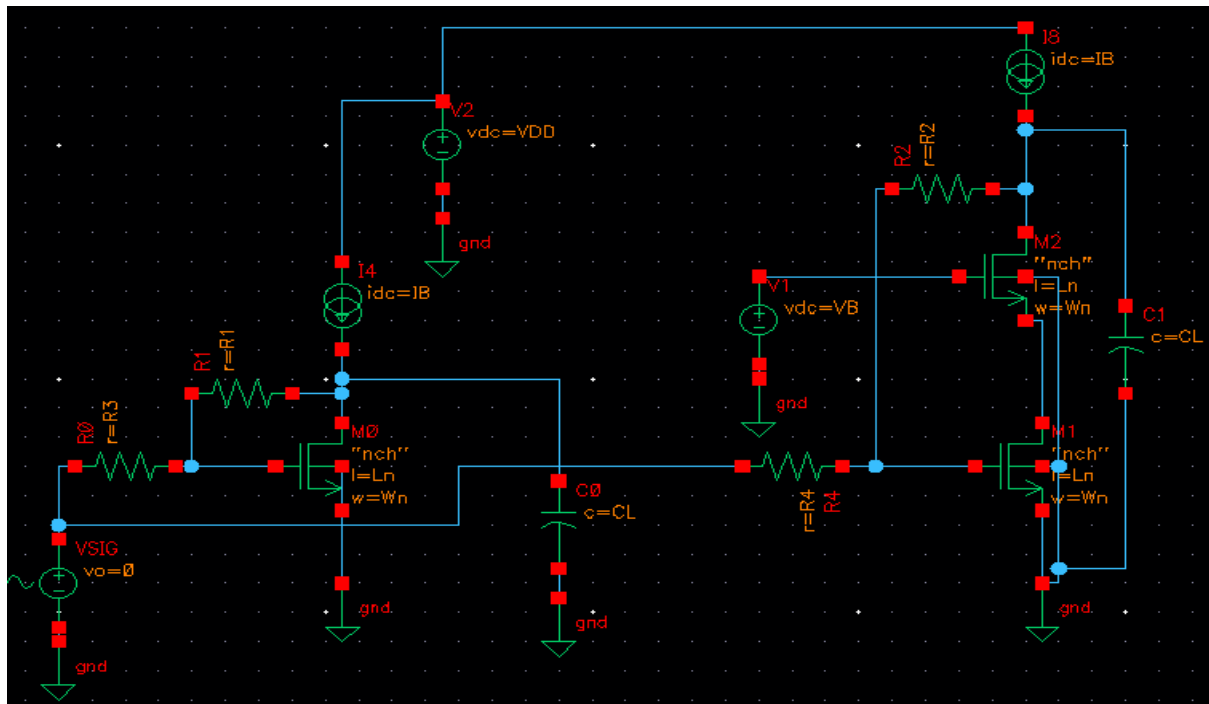 I8
idc=IB
V2
vdc=VDD
R2
r=R2
gnd
M2
"nch"
l=Ln
w=Wn
I4
idc=IB
V1
vdc=VB
C1
c=CL
R1
r=R1
gnd
R0
r=R3
M0
"nch"
l=Ln
w=Wn
M1
"nch"
l=Ln
w=Wn
C0
c=CL
r=R4
R4
VSIG
vo=0
gnd
gnd
gnd
gnd